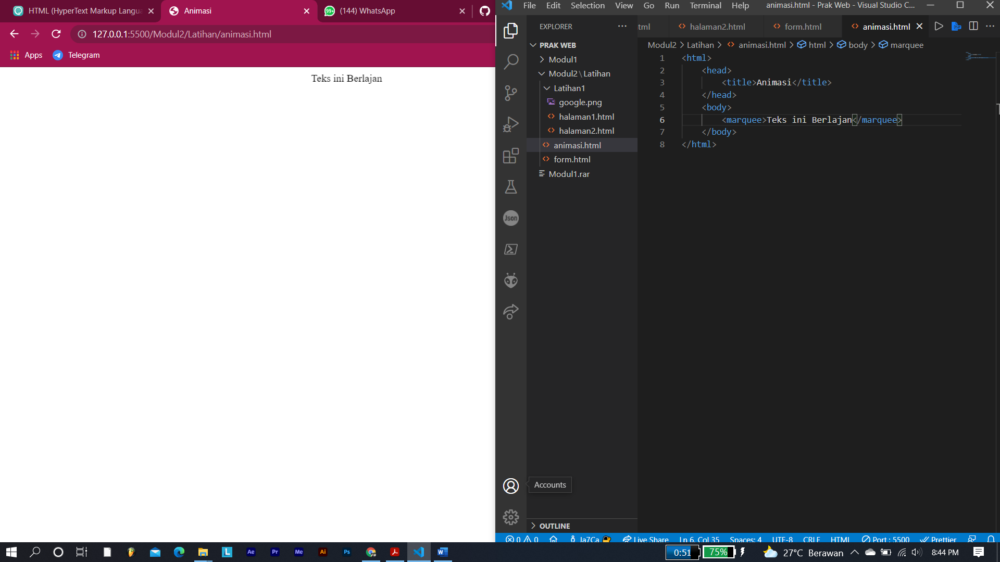 HTML (HyperText Markup Langua
Animasi
(144) WhatsApp
127.0.0.1:5500/Modul2/Latihan/animasi.html
Apps
Telegram
Teks ini Berlajan
File Edit Selection View Go Run Terminal Help
animasi.html - Prak Web - Visual Studio C...
EXPLORER
PRAK WEB
Modul1
Modul2\Latihan
Latihan1
google.png
halaman1.html
halaman2.html
animasi.html
form.html
Modul1.rar
Json
Accounts
OUTLINE
tml
halaman2.html
form.html
animasi.html
Modul2 > Latihan > animasi.html > html > body > marquee
1 <html>
2 <head>
3 <title>Animasi</title>
4 </head>
5 <body>
6 <marquee>Teks ini Berlajan</marquee>
7 </body>
8 </html>
0 0 Ja7Ca Live Share Ln 6, Col 35 Spaces: 4 UTF-8 CRLF HTML Port : 5500 Prettier
L Ae Pr Me Ai Ps
0:51 75% 27°C Berawan 8:44 PM